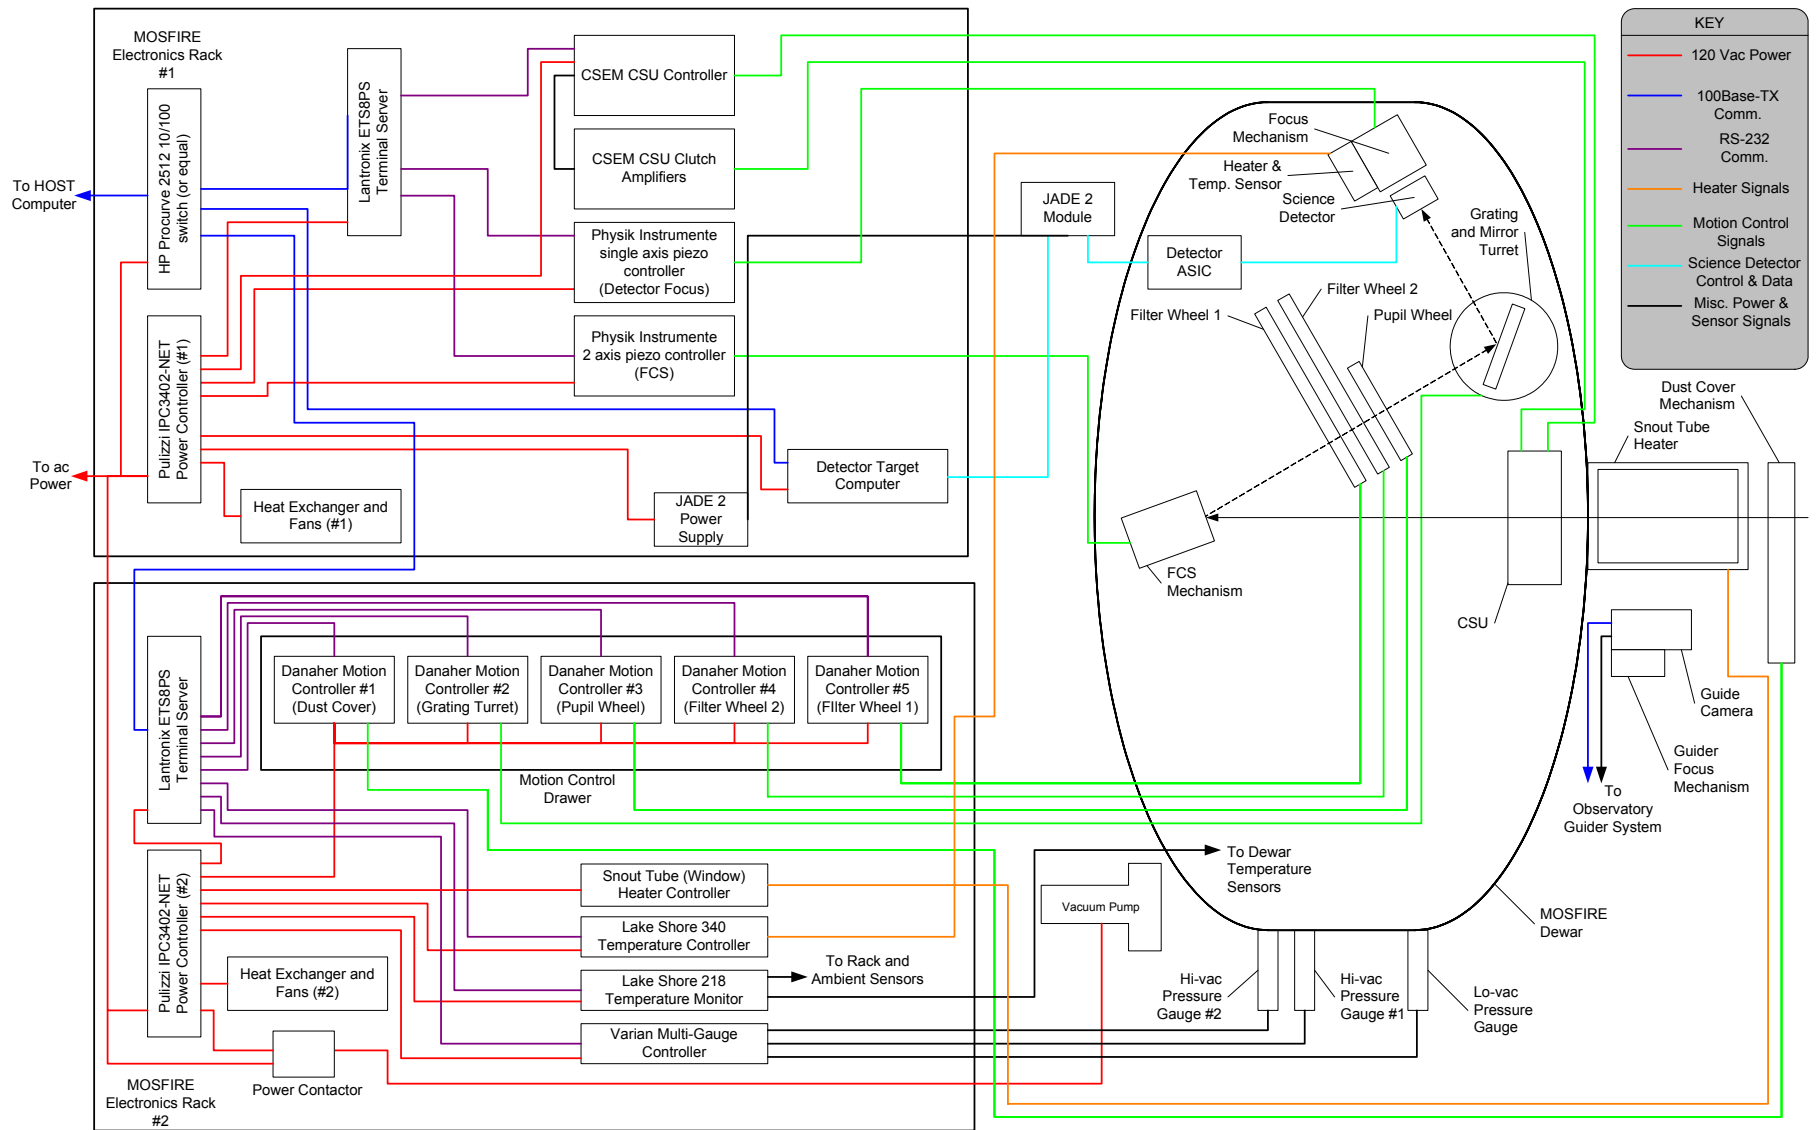 MOSFIRE
Electronics Rack
#1
To HOST
Computer
HP Procurve 2512 10/100
switch (or equal)
Lantronix ETS8PS
Terminal Server
CSEM CSU Controller
CSEM CSU Clutch
Amplifiers
Physik Instrumente
single axis piezo
controller
(Detector Focus)
Physik Instrumente
2 axis piezo controller
(FCS)
Pulizzi IPC3402-NET
Power Controller (#1)
To ac
Power
Heat Exchanger and
Fans (#1)
JADE 2
Power
Supply
Detector Target
Computer
JADE 2
Module
Detector
ASIC
Focus
Mechanism
Heater &
Temp. Sensor
Science
Detector
Grating
and Mirror
Turret
Filter Wheel 2
Filter Wheel 1
Pupil Wheel
FCS
Mechanism
CSU
KEY
120 Vac Power
100Base-TX
Comm.
RS-232
Comm.
Heater Signals
Motion Control
Signals
Science Detector
Control & Data
Misc. Power &
Sensor Signals
Dust Cover
Mechanism
Snout Tube
Heater
Guide
Camera
Guider
Focus
Mechanism
To
Observatory
Guider System
Lantronix ETS8PS
Terminal Server
Danaher Motion
Controller #1
(Dust Cover)
Danaher Motion
Controller #2
(Grating Turret)
Danaher Motion
Controller #3
(Pupil Wheel)
Danaher Motion
Controller #4
(Filter Wheel 2)
Danaher Motion
Controller #5
(FIlter Wheel 1)
Motion Control
Drawer
Pulizzi IPC3402-NET
Power Controller (#2)
Snout Tube (Window)
Heater Controller
Lake Shore 340
Temperature Controller
Lake Shore 218
Temperature Monitor
Varian Multi-Gauge
Controller
Heat Exchanger and
Fans (#2)
Power Contactor
MOSFIRE
Electronics Rack
#2
To Rack and
Ambient Sensors
Vacuum Pump
To Dewar
Temperature
Sensors
MOSFIRE
Dewar
Hi-vac
Pressure
Gauge #2
Hi-vac
Pressure
Gauge #1
Lo-vac
Pressure
Gauge